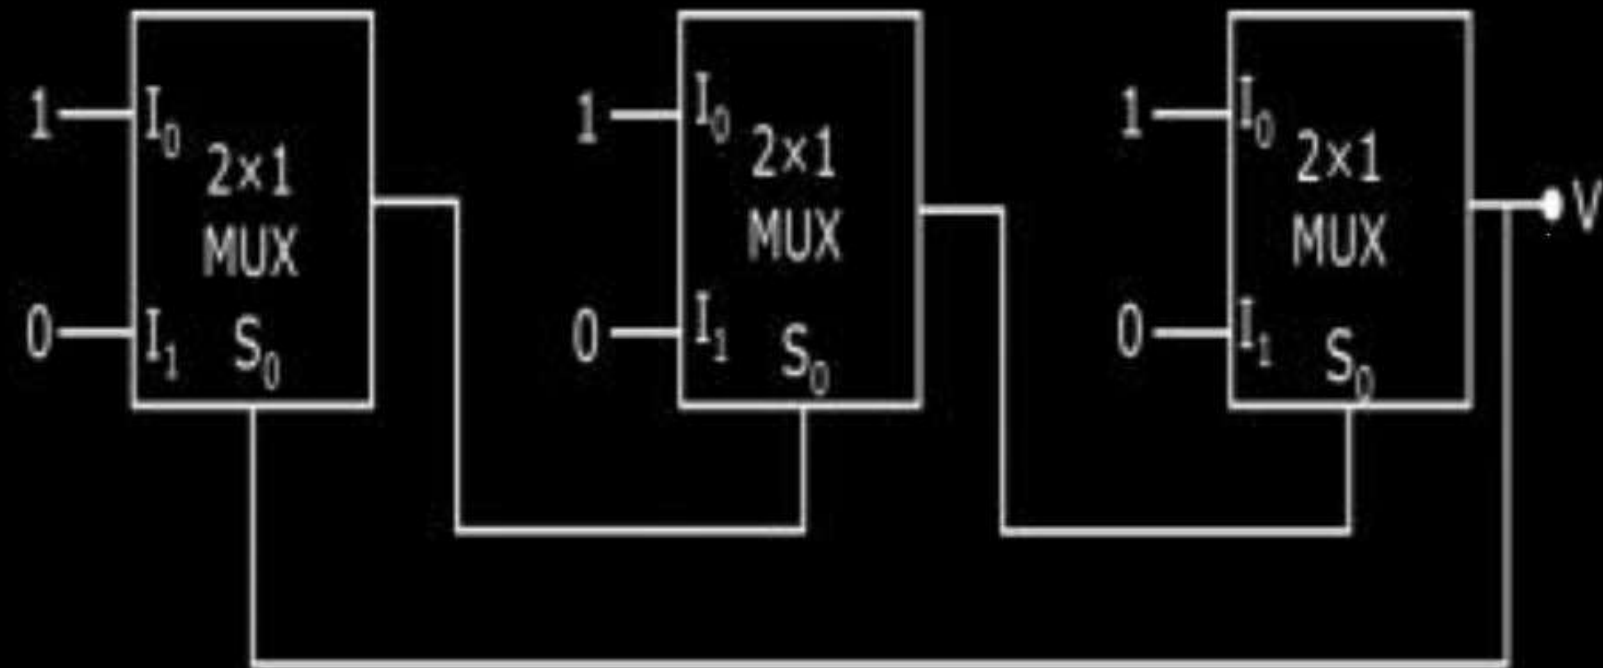 1 I₀ 2×1 MUX 0 I₁ S₀
1 I₀ 2×1 MUX 0 I₁ S₀
1 I₀ 2×1 MUX 0 I₁ S₀ V